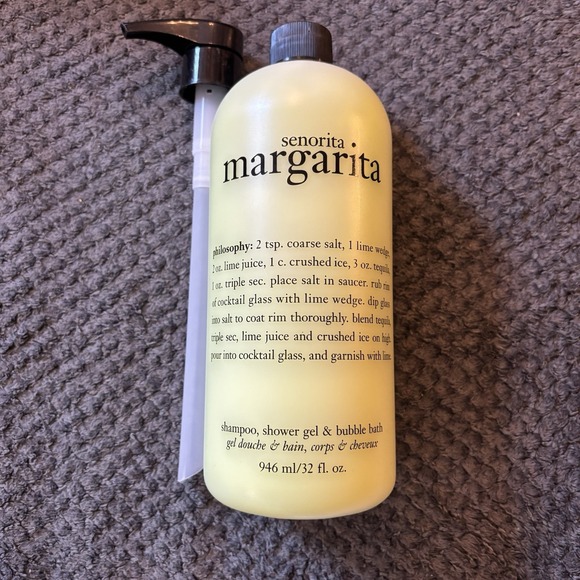 senorita
margarita
philosophy: 2 tsp. coarse salt, 1 lime wedge,
2 oz. lime juice, 1 c. crushed ice, 3 oz. tequila,
1 oz. triple sec. place salt in saucer. rub rim
of cocktail glass with lime wedge. dip glass
into salt to coat rim thoroughly. blend tequila,
triple sec, lime juice and crushed ice on high.
pour into cocktail glass, and garnish with lime.
shampoo, shower gel & bubble bath
gel douche & bain, corps & cheveux
946 ml/32 fl. oz.